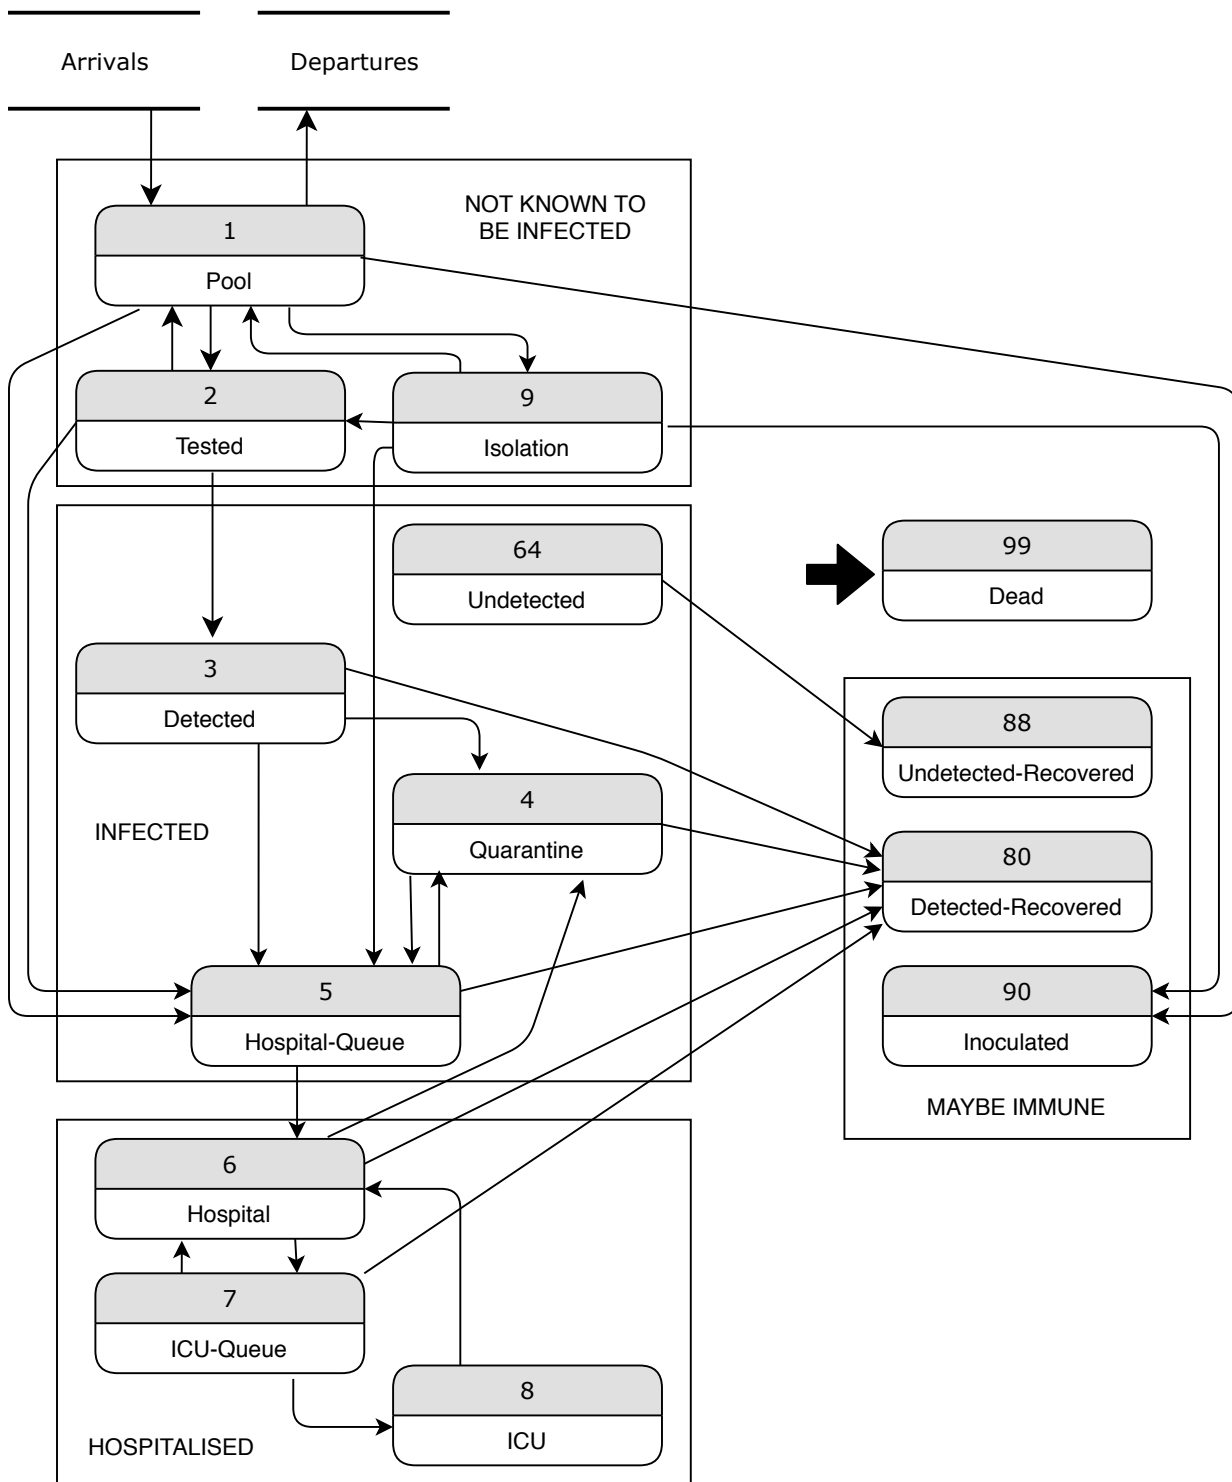 Arrivals
Departures
NOT KNOWN TO
BE INFECTED
1
Pool
2
Tested
9
Isolation
64
Undetected
99
Dead
3
Detected
88
Undetected-Recovered
4
Quarantine
INFECTED
80
Detected-Recovered
5
Hospital-Queue
90
Inoculated
MAYBE IMMUNE
6
Hospital
7
ICU-Queue
8
ICU
HOSPITALISED